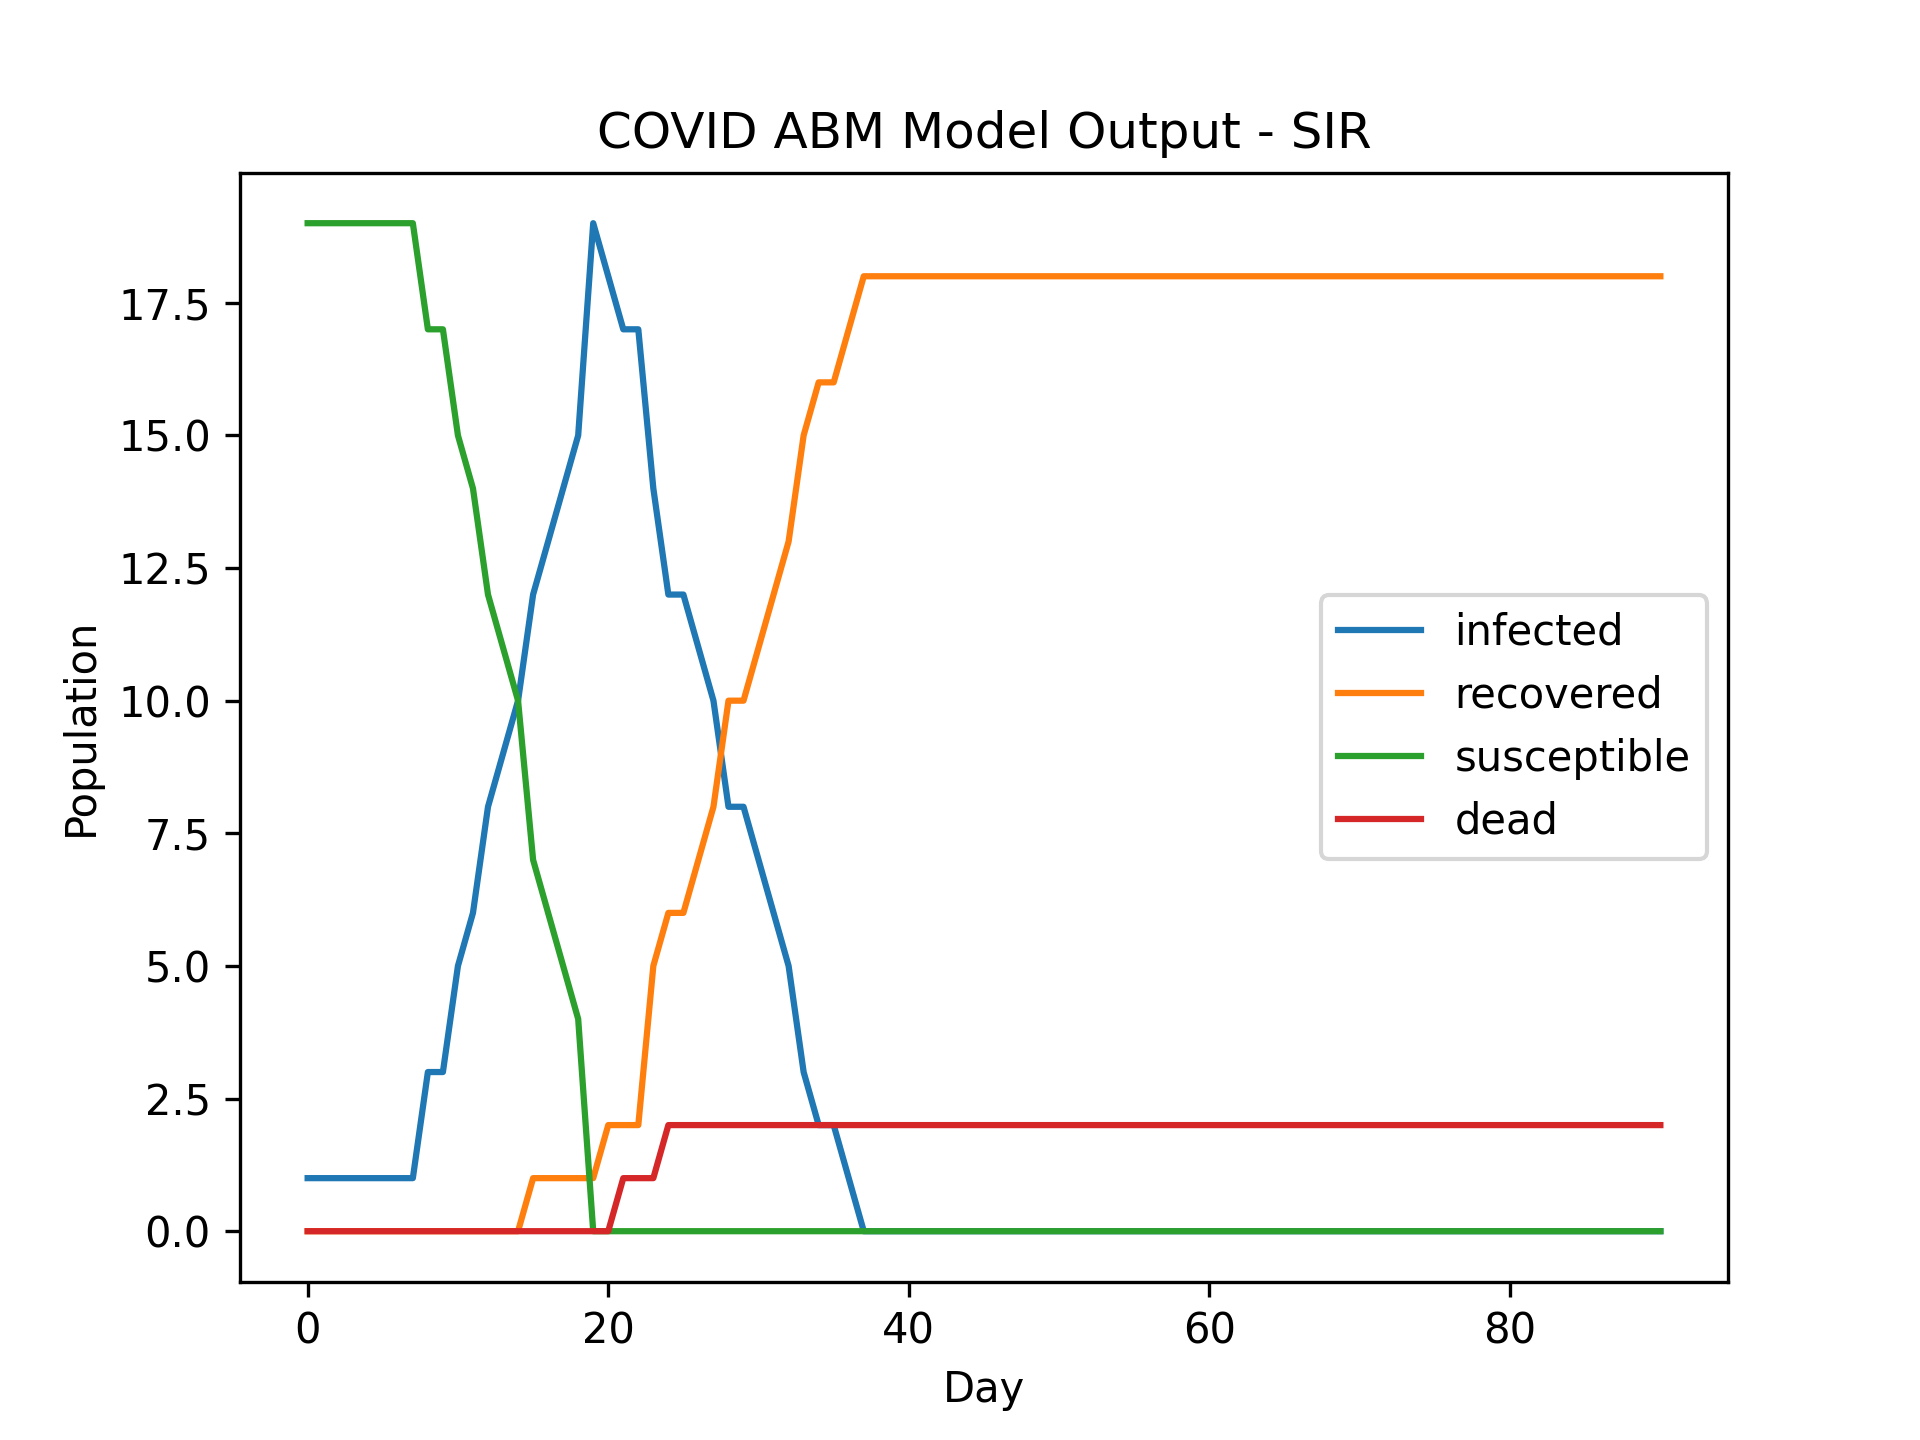 COVID ABM Model Output - SIR
Population
17.5
15.0
12.5
10.0
7.5
5.0
2.5
0.0
infected
recovered
susceptible
dead
0 20 40 60 80
Day